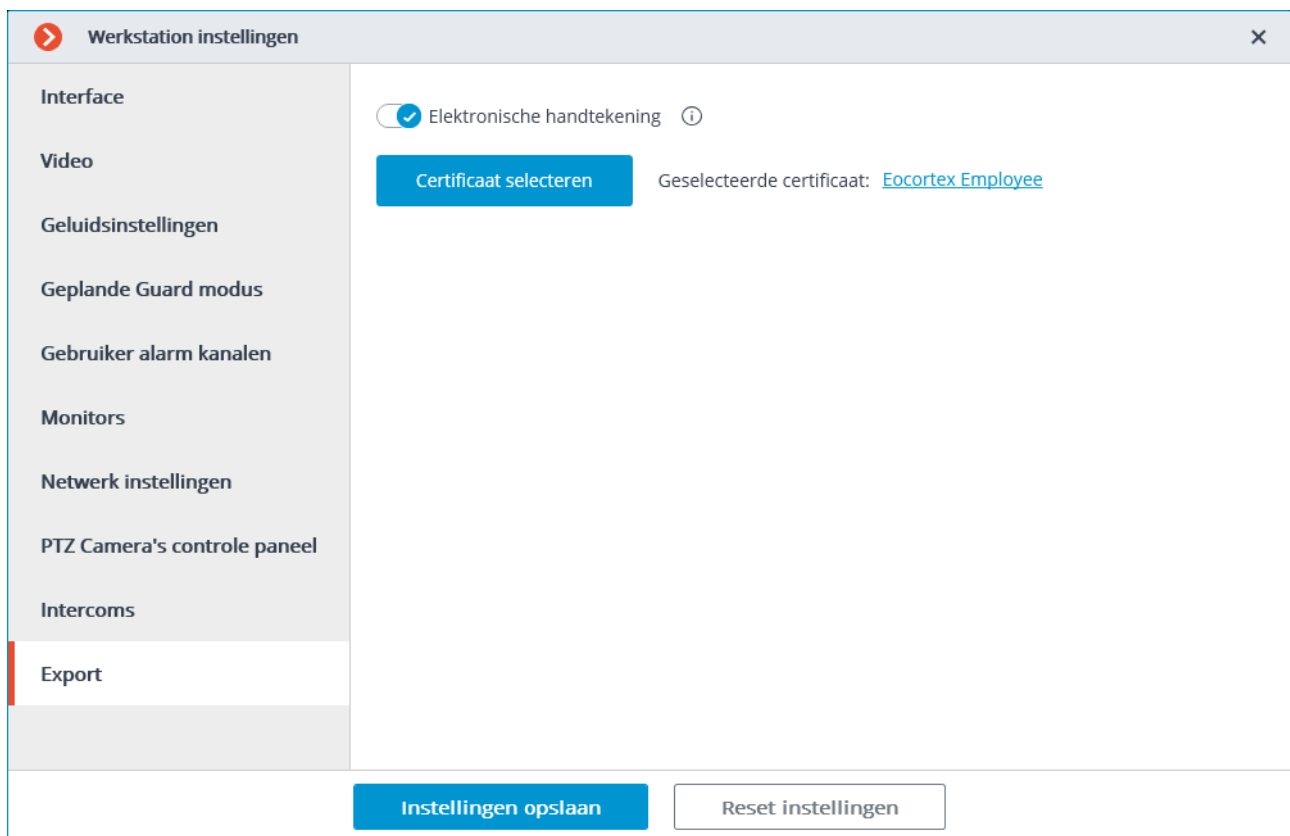 Werkstation instellingen
Interface
Video
Geluidsinstellingen
Geplande Guard modus
Gebruiker alarm kanalen
Monitors
Netwerk instellingen
PTZ Camera's controle paneel
Intercoms
Export
Elektronische handtekening
Certificaat selecteren
Geselecteerde certificaat: Eocortex Employee
Instellingen opslaan
Reset instellingen